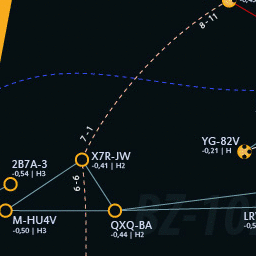 8-11
7-1
YG-82V
-0,21 | H
X7R-JW
-0,41 | H2
2B7A-3
-0,54 | H3
6-6
M-HU4V
-0,50 | H3
QXQ-BA
-0,44 | H2